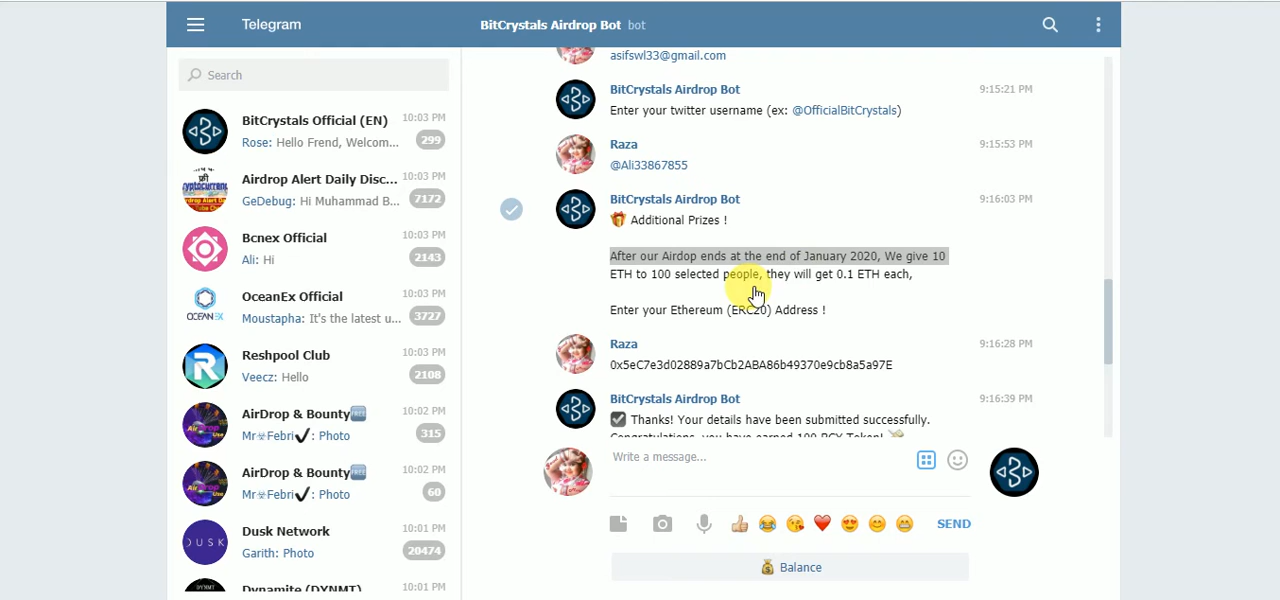 Telegram
BitCrystals Airdrop Bot bot
Search
BitCrystals Official (EN) 10:03 PM
Rose: Hello Frend, Welcom... 299
Airdrop Alert Daily Disc... 10:03 PM
GeDebug: Hi Muhammad B... 7172
Bcnex Official 10:03 PM
Ali: Hi 2143
OceanEx Official 10:03 PM
Moustapha: It's the latest u... 3727
Reshpool Club 10:03 PM
Veecz: Hello 2108
AirDrop & Bounty🆓 10:02 PM
Mr☣Febri✔: Photo 315
AirDrop & Bounty🆓 10:02 PM
Mr☣Febri✔: Photo 60
Dusk Network 10:01 PM
Garith: Photo 20474
Dynamite (DYNMT) 10:01 PM
asifswl33@gmail.com
BitCrystals Airdrop Bot 9:15:21 PM
Enter your twitter username (ex: @OfficialBitCrystals)
Raza 9:15:53 PM
@Ali33867855
BitCrystals Airdrop Bot 9:16:03 PM
🎁 Additional Prizes !
After our Airdop ends at the end of January 2020, We give 10
ETH to 100 selected people, they will get 0.1 ETH each,
Enter your Ethereum (ERC20) Address !
Raza 9:16:28 PM
0x5eC7e3d02889a7bCb2ABA86b49370e9cb8a5a97E
BitCrystals Airdrop Bot 9:16:39 PM
☑ Thanks! Your details have been submitted successfully.
Congratulations, you have earned 100 BCY Token! 💸
Write a message...
SEND
💰 Balance
DUSK
OCEANEX